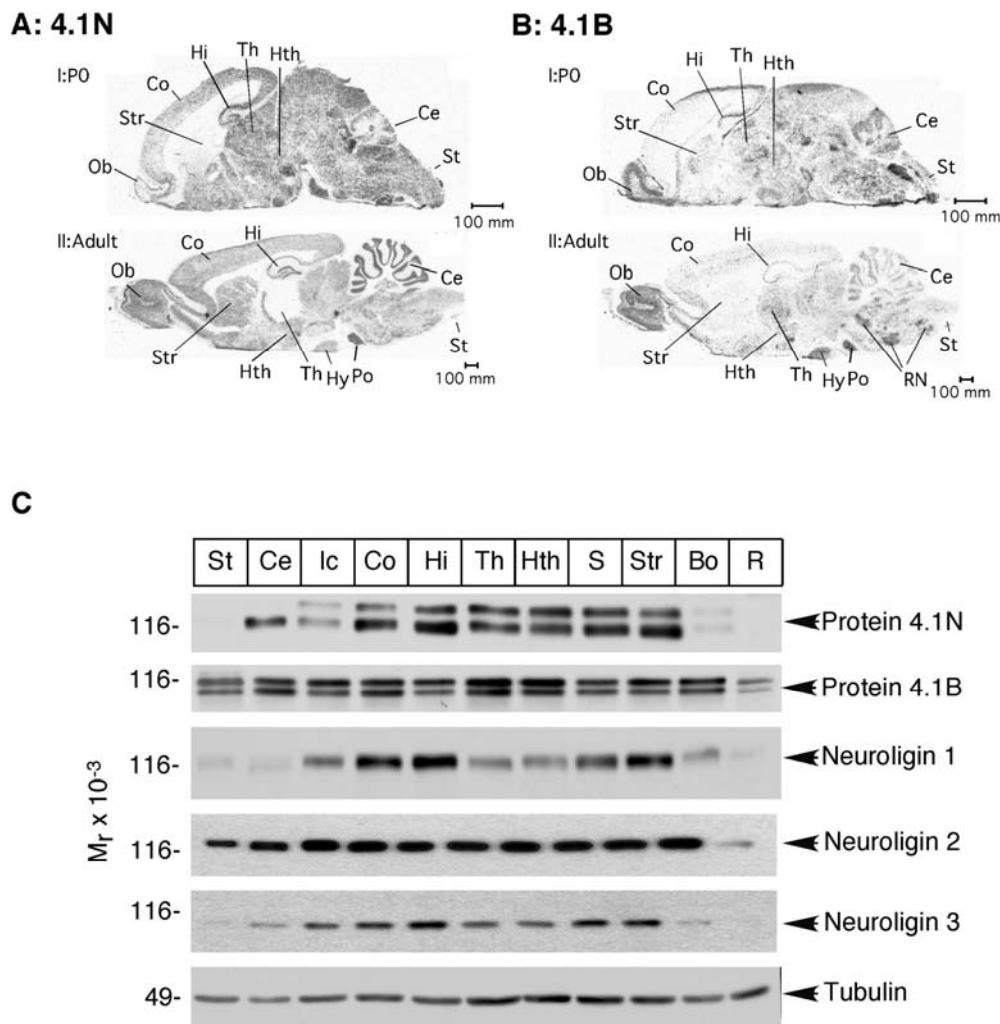 A: 4.1N
I:P0
Hi Th Hth
Co
Str
Ob
Ce
St
100 mm
II:Adult
Co
Hi
Ob
Ce
Str
Hth
Th
Hy
Po
St
100 mm
B: 4.1B
I:P0
Hi Th Hth
Co
Str
Ob
Ce
St
100 mm
II:Adult
Co
Hi
Ob
Ce
Str
Hth
Th
Hy
Po
RN
St
100 mm
C
St Ce Ic Co Hi Th Hth S Str Bo R
116- Protein 4.1N
116- Protein 4.1B
116- Neuroligin 1
116- Neuroligin 2
116- Neuroligin 3
49- Tubulin
Mr x 10-3